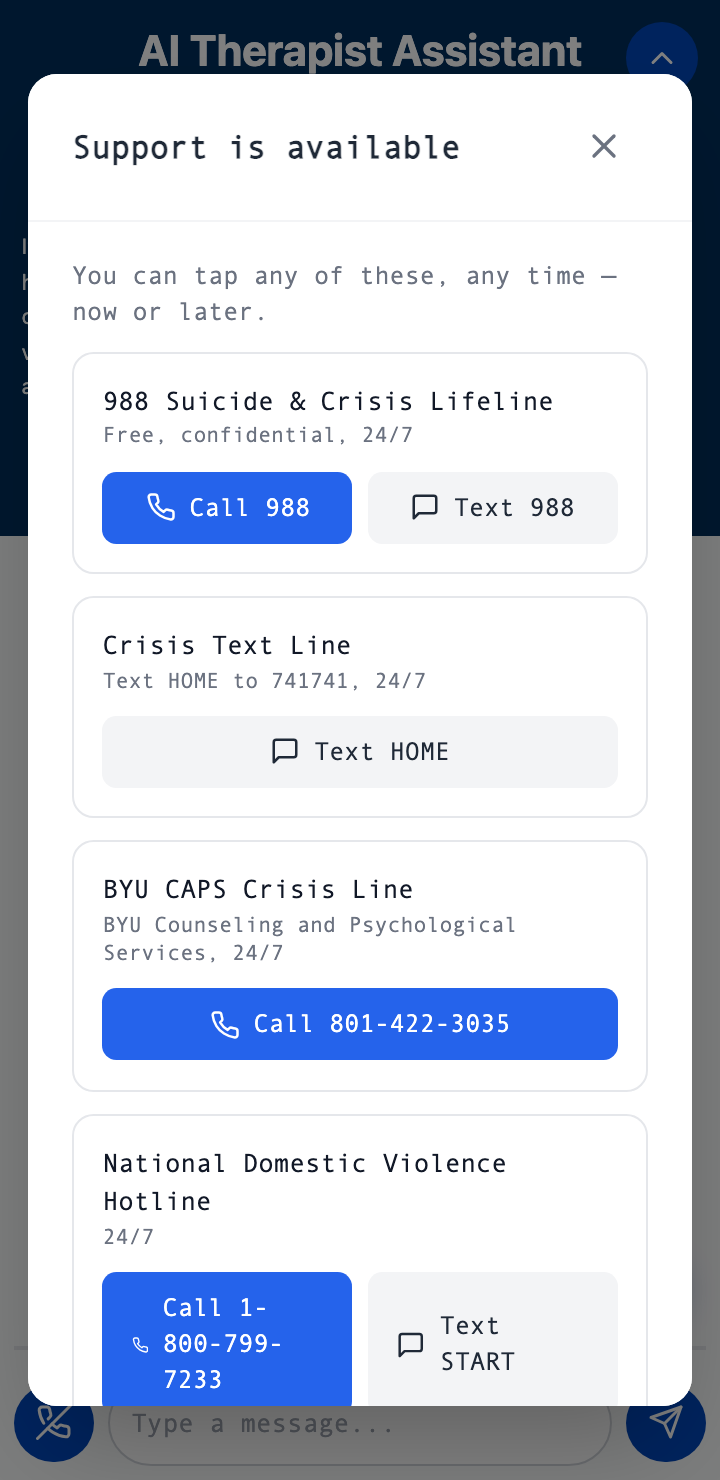 AI Therapist Assistant
Support is available
You can tap any of these, any time —
now or later.
988 Suicide & Crisis Lifeline
Free, confidential, 24/7
Call 988
Text 988
Crisis Text Line
Text HOME to 741741, 24/7
Text HOME
BYU CAPS Crisis Line
BYU Counseling and Psychological
Services, 24/7
Call 801-422-3035
National Domestic Violence
Hotline
24/7
Call 1-
800-799-
7233
Text
START
Type a message...